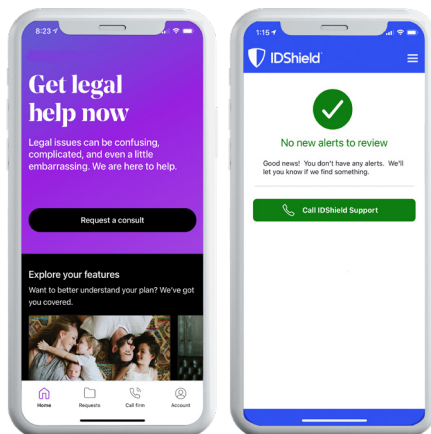 8:23
Get legal
help now
Legal issues can be confusing,
complicated, and even a little
embarrassing. We are here to help.
Request a consult
Explore your features
Want to better understand your plan? We've got
you covered.
Home Requests Call firm Account
1:15
IDShield
No new alerts to review
Good news! You don't have any alerts. We'll
let you know if we find something.
Call IDShield Support